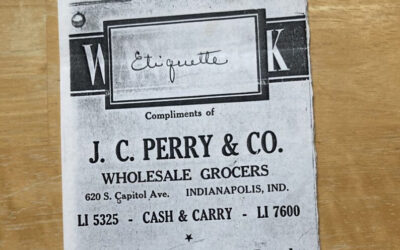 W K
Etiquette
Compliments of
J. C. PERRY & CO.
WHOLESALE GROCERS
620 S. Capitol Ave. INDIANAPOLIS, IND.
LI 5325 - CASH & CARRY - LI 7600